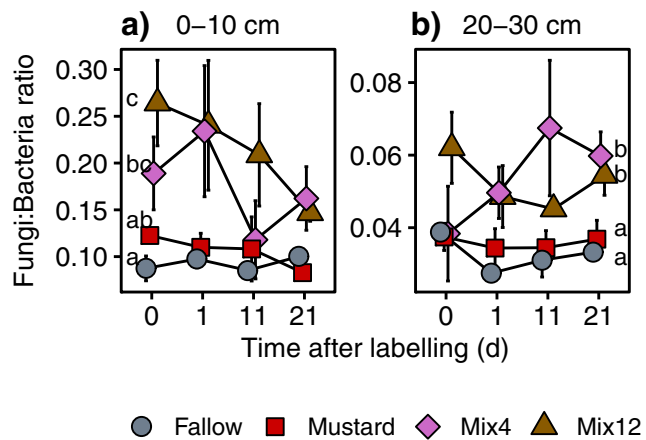 a) 0−10 cm
b) 20−30 cm
Fungi:Bacteria ratio
0.30
0.25
0.20
0.15
0.10
c
bc
ab
a
0.08
0.06
0.04
b
b
a
a
0 1 11 21
0 1 11 21
Time after labelling (d)
Fallow Mustard Mix4 Mix12